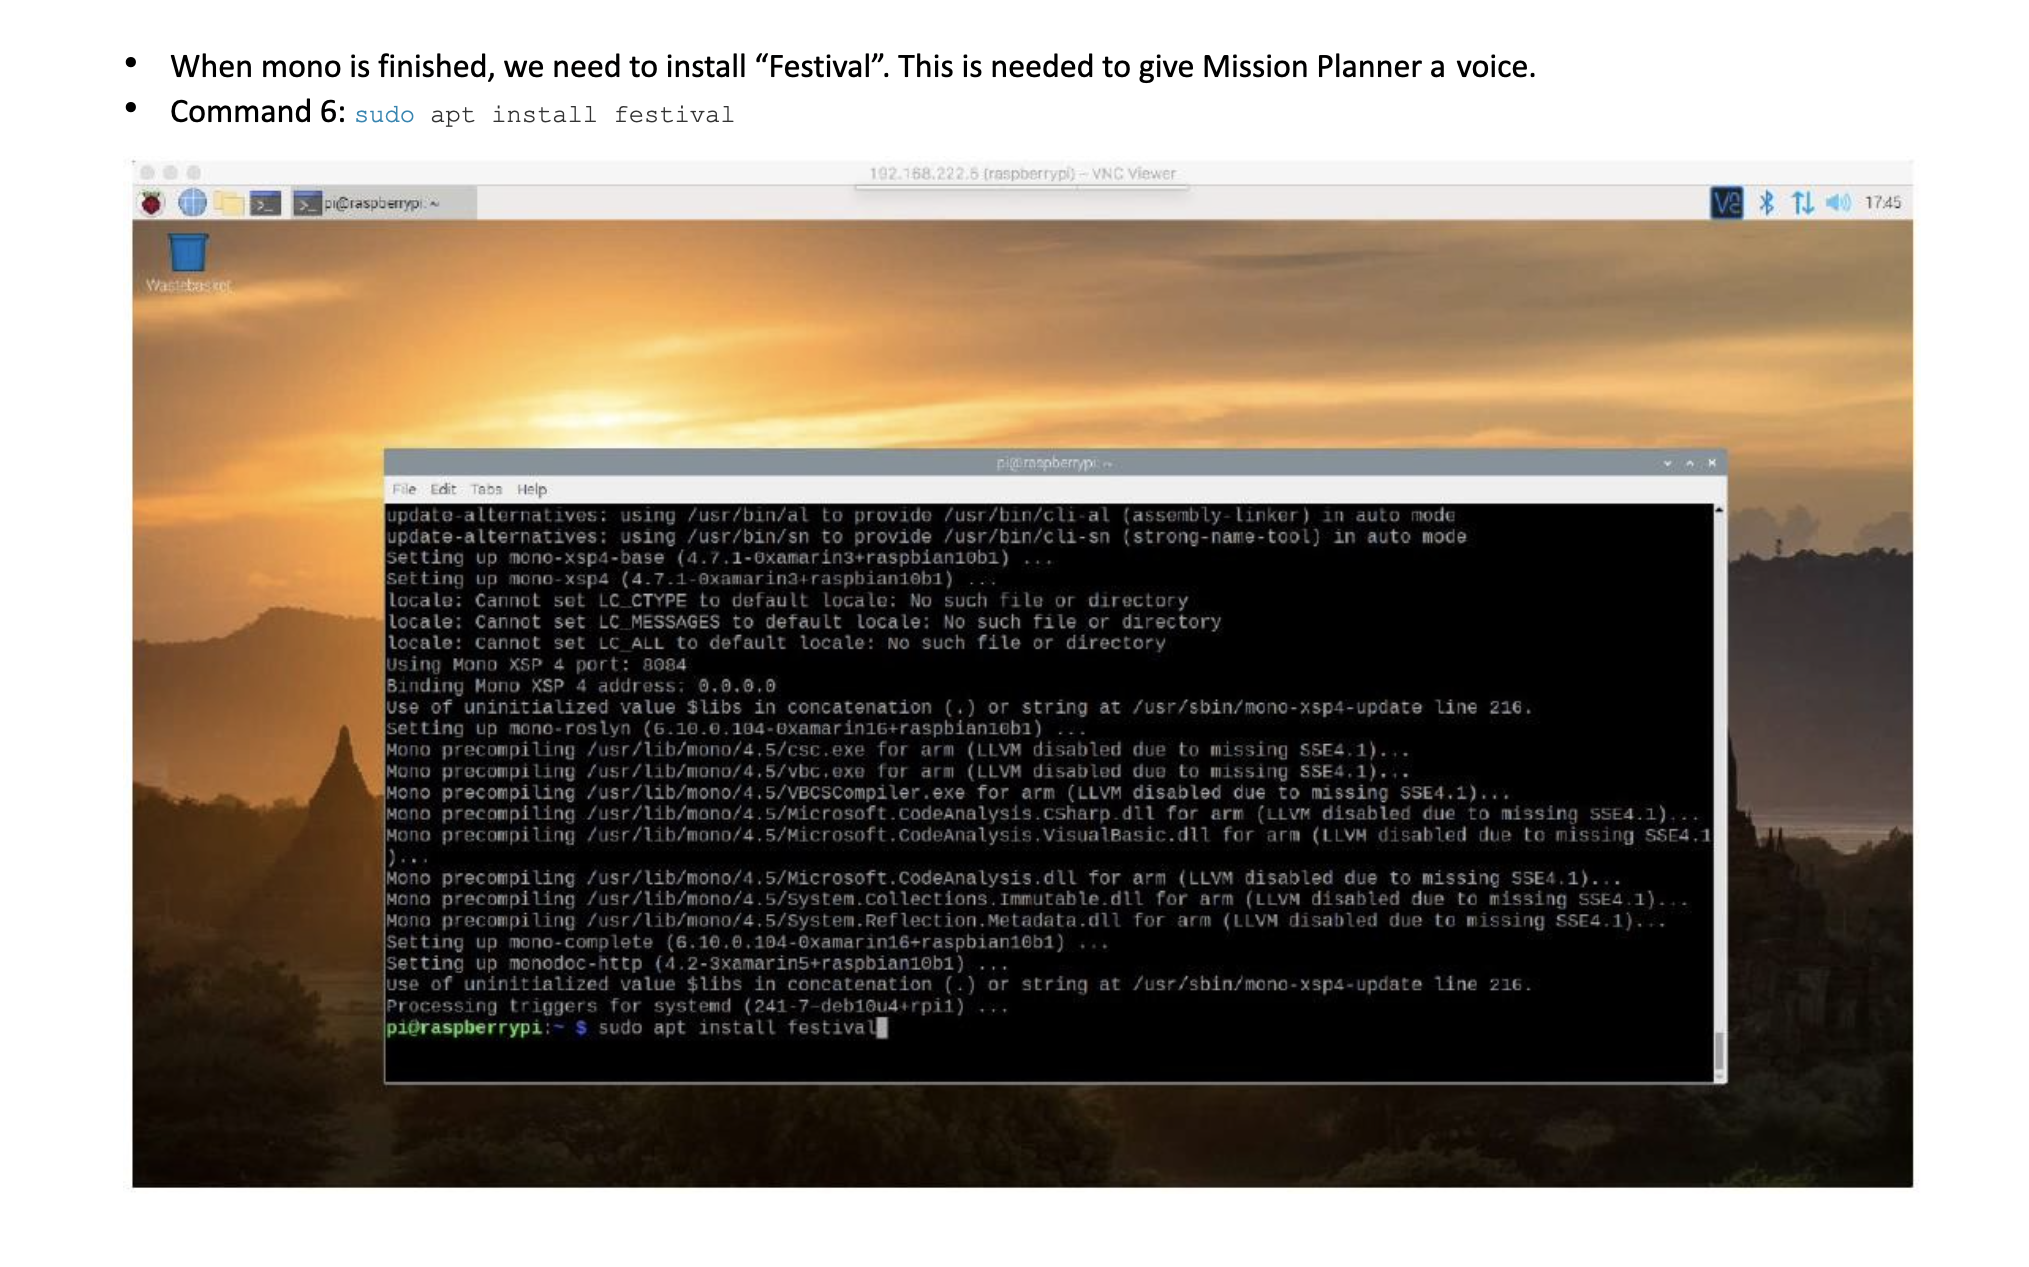 • When mono is finished, we need to install “Festival”. This is needed to give Mission Planner a voice.
• Command 6: sudo apt install festival
192.168.222.5 (raspberrypi) – VNC Viewer
pi@raspberrypi: ~
17:45
Wastebasket
pi@raspberrypi: ~
File Edit Tabs Help
update-alternatives: using /usr/bin/al to provide /usr/bin/cli-al (assembly-linker) in auto mode
update-alternatives: using /usr/bin/sn to provide /usr/bin/cli-sn (strong-name-tool) in auto mode
Setting up mono-xsp4-base (4.7.1-0xamarin3+raspbian10b1) ...
Setting up mono-xsp4 (4.7.1-0xamarin3+raspbian10b1) ...
locale: Cannot set LC_CTYPE to default locale: No such file or directory
locale: Cannot set LC_MESSAGES to default locale: No such file or directory
locale: Cannot set LC_ALL to default locale: No such file or directory
Using Mono XSP 4 port: 8084
Binding Mono XSP 4 address: 0.0.0.0
Use of uninitialized value $libs in concatenation (.) or string at /usr/sbin/mono-xsp4-update line 216.
Setting up mono-roslyn (6.10.0.104-0xamarin16+raspbian10b1) ...
Mono precompiling /usr/lib/mono/4.5/csc.exe for arm (LLVM disabled due to missing SSE4.1)...
Mono precompiling /usr/lib/mono/4.5/vbc.exe for arm (LLVM disabled due to missing SSE4.1)...
Mono precompiling /usr/lib/mono/4.5/VBCSCompiler.exe for arm (LLVM disabled due to missing SSE4.1)...
Mono precompiling /usr/lib/mono/4.5/Microsoft.CodeAnalysis.CSharp.dll for arm (LLVM disabled due to missing SSE4.1)...
Mono precompiling /usr/lib/mono/4.5/Microsoft.CodeAnalysis.VisualBasic.dll for arm (LLVM disabled due to missing SSE4.1
)...
Mono precompiling /usr/lib/mono/4.5/Microsoft.CodeAnalysis.dll for arm (LLVM disabled due to missing SSE4.1)...
Mono precompiling /usr/lib/mono/4.5/System.Collections.Immutable.dll for arm (LLVM disabled due to missing SSE4.1)...
Mono precompiling /usr/lib/mono/4.5/System.Reflection.Metadata.dll for arm (LLVM disabled due to missing SSE4.1)...
Setting up mono-complete (6.10.0.104-0xamarin16+raspbian10b1) ...
Setting up monodoc-http (4.2-3xamarin5+raspbian10b1) ...
Use of uninitialized value $libs in concatenation (.) or string at /usr/sbin/mono-xsp4-update line 216.
Processing triggers for systemd (241-7~deb10u4+rpi1) ...
pi@raspberrypi:~ $ sudo apt install festival